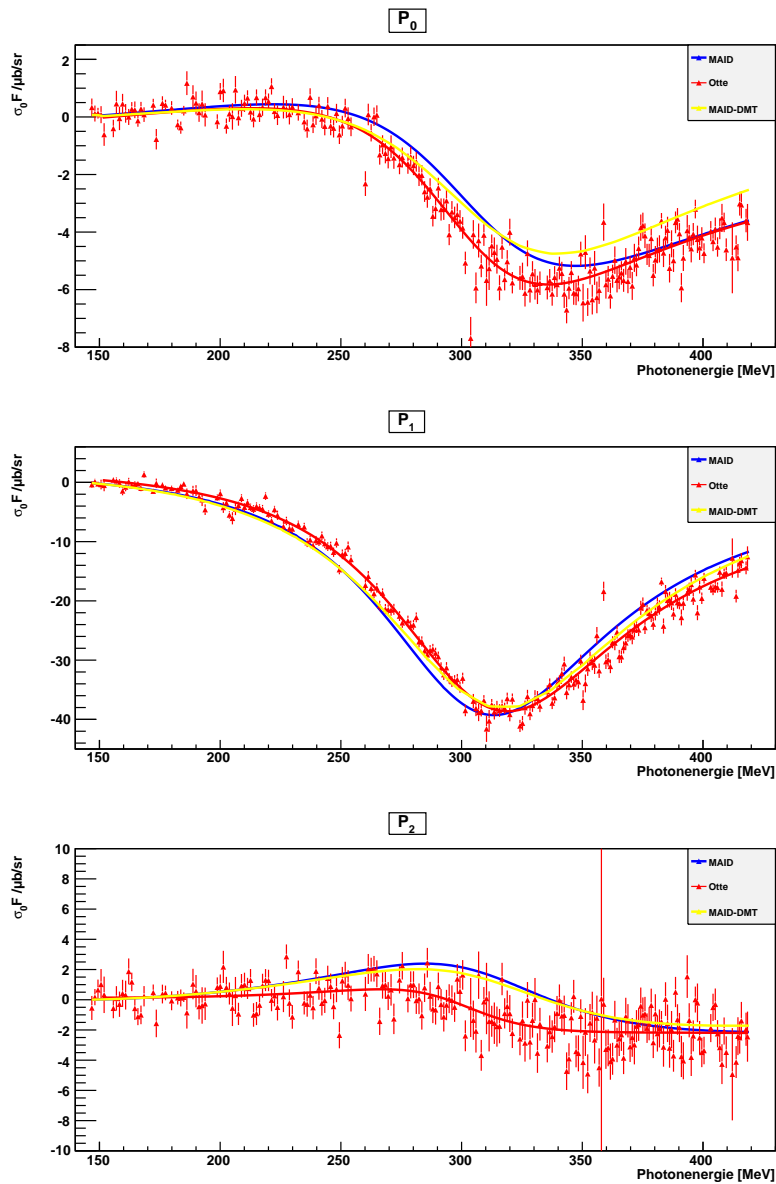 P0
σ0F /μb/sr
2
0
-2
-4
-6
-8
MAID
Otte
MAID-DMT
150 200 250 300 350 400
Photonenergie [MeV]
P1
σ0F /μb/sr
0
-10
-20
-30
-40
MAID
Otte
MAID-DMT
150 200 250 300 350 400
Photonenergie [MeV]
P2
σ0F /μb/sr
10
8
6
4
2
0
-2
-4
-6
-8
-10
MAID
Otte
MAID-DMT
150 200 250 300 350 400
Photonenergie [MeV]